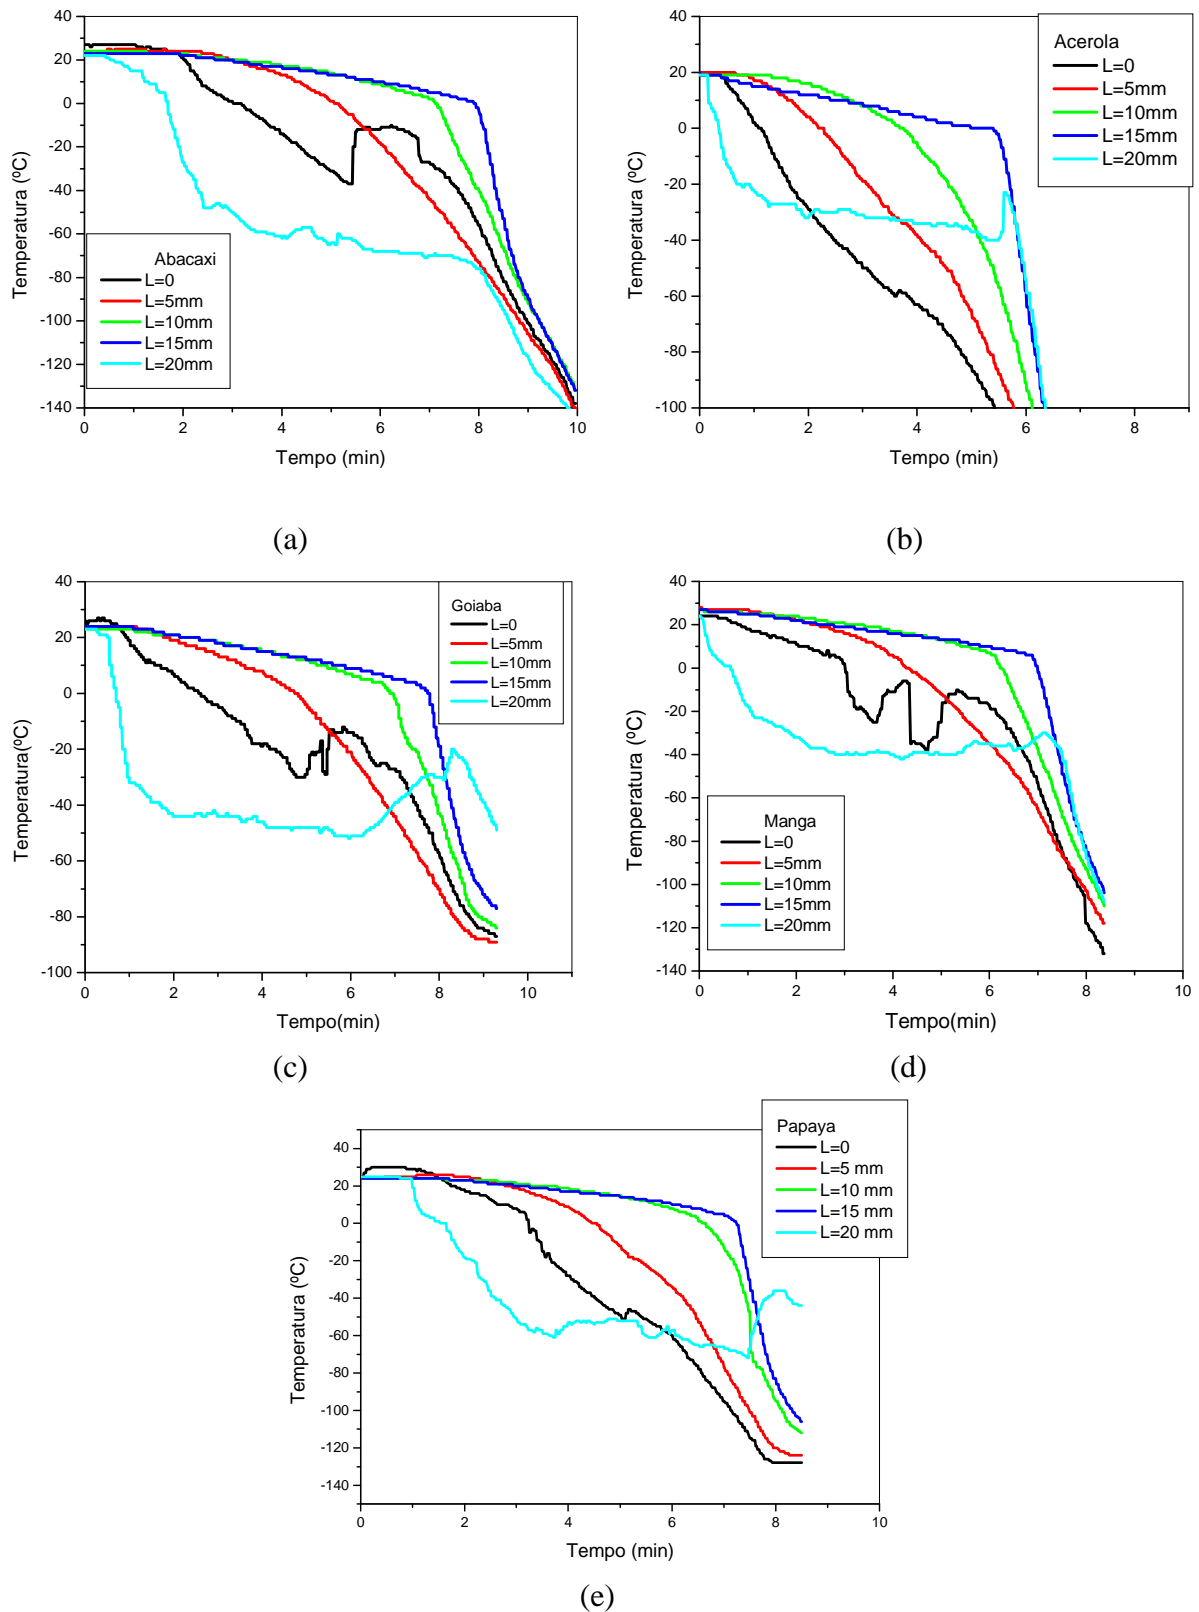 40
20
0
-20
-40
-60
-80
-100
-120
-140
Temperatura (ºC)
Abacaxi
L=0
L=5mm
L=10mm
L=15mm
L=20mm
0 2 4 6 8 10
Tempo (min)
(a)
40
20
0
-20
-40
-60
-80
-100
Temperatura (ºC)
Acerola
L=0
L=5mm
L=10mm
L=15mm
L=20mm
0 2 4 6 8
Tempo (min)
(b)
40
20
0
-20
-40
-60
-80
-100
Temperatura(ºC)
Goiaba
L=0
L=5mm
L=10mm
L=15mm
L=20mm
0 2 4 6 8 10
Tempo(min)
(c)
40
20
0
-20
-40
-60
-80
-100
-120
-140
Temperatura (ºC)
Manga
L=0
L=5mm
L=10mm
L=15mm
L=20mm
0 2 4 6 8 10
Tempo(min)
(d)
40
20
0
-20
-40
-60
-80
-100
-120
-140
Temperatura (ºC)
Papaya
L=0
L=5 mm
L=10 mm
L=15 mm
L=20 mm
0 2 4 6 8 10
Tempo (min)
(e)